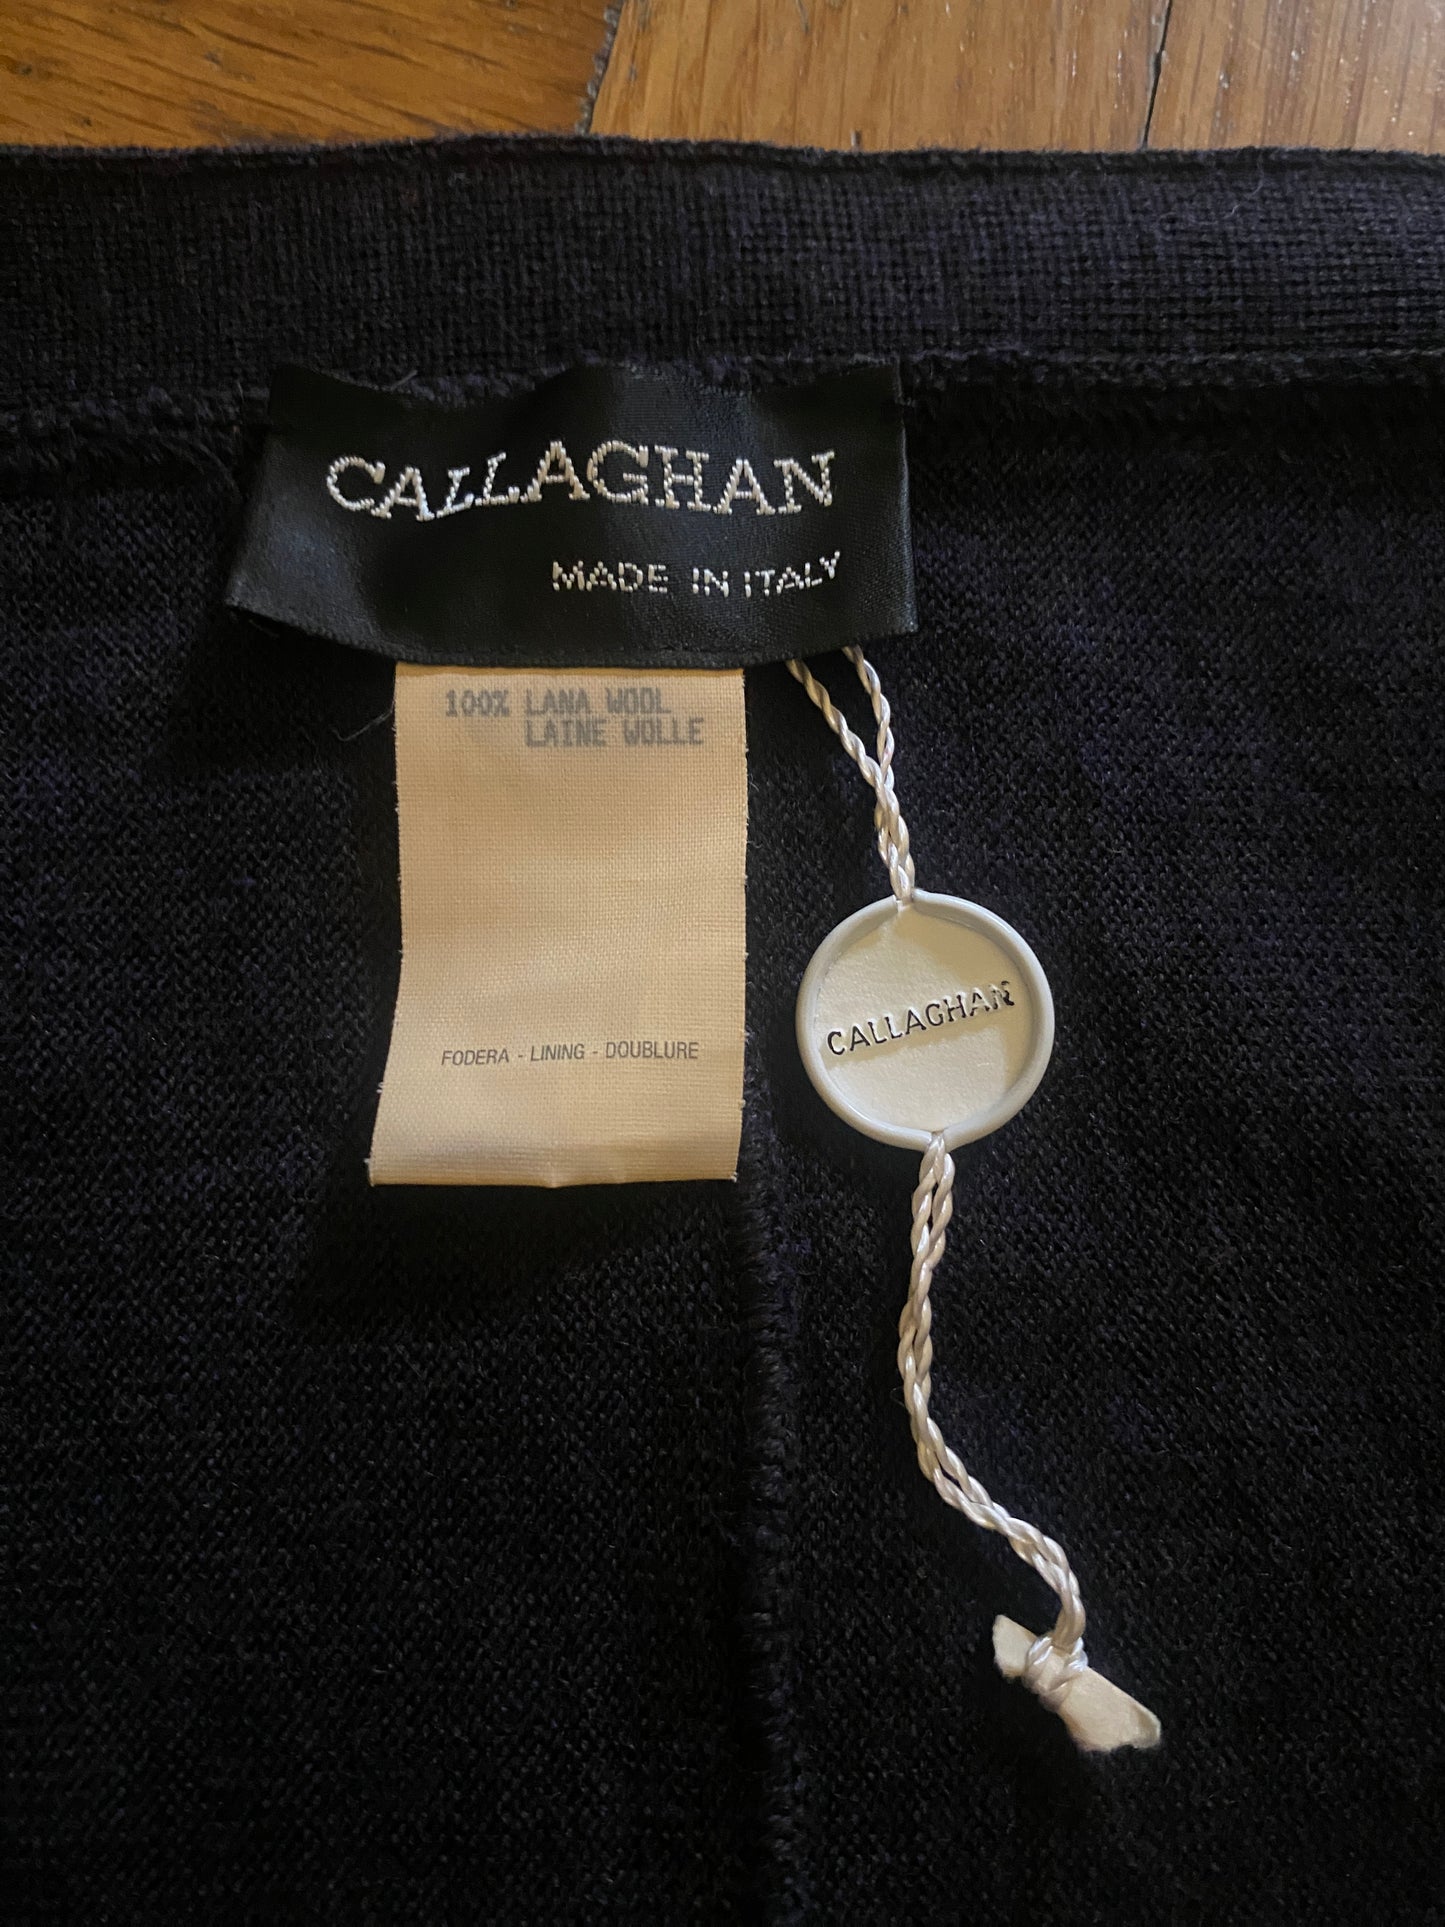 CALLAGHAN
MADE IN ITALY
100% LANA WOOL
LAINE WOLLE
FODERA - LINING - DOUBLURE
CALLAGHAN